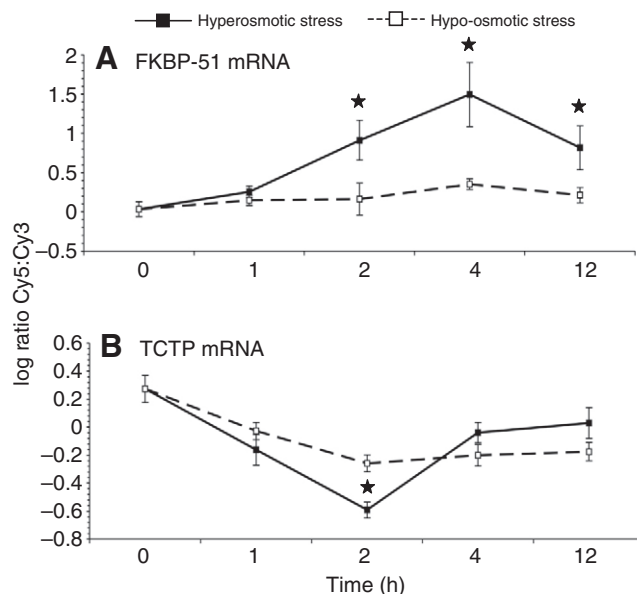 Hyperosmotic stress Hypo-osmotic stress
A FKBP-51 mRNA
2
1.5
1
0.5
0
–0.5
0 1 2 4 12
log ratio Cy5:Cy3
B TCTP mRNA
0.6
0.4
0.2
0
–0.2
–0.4
–0.6
–0.8
0 1 2 4 12
Time (h)